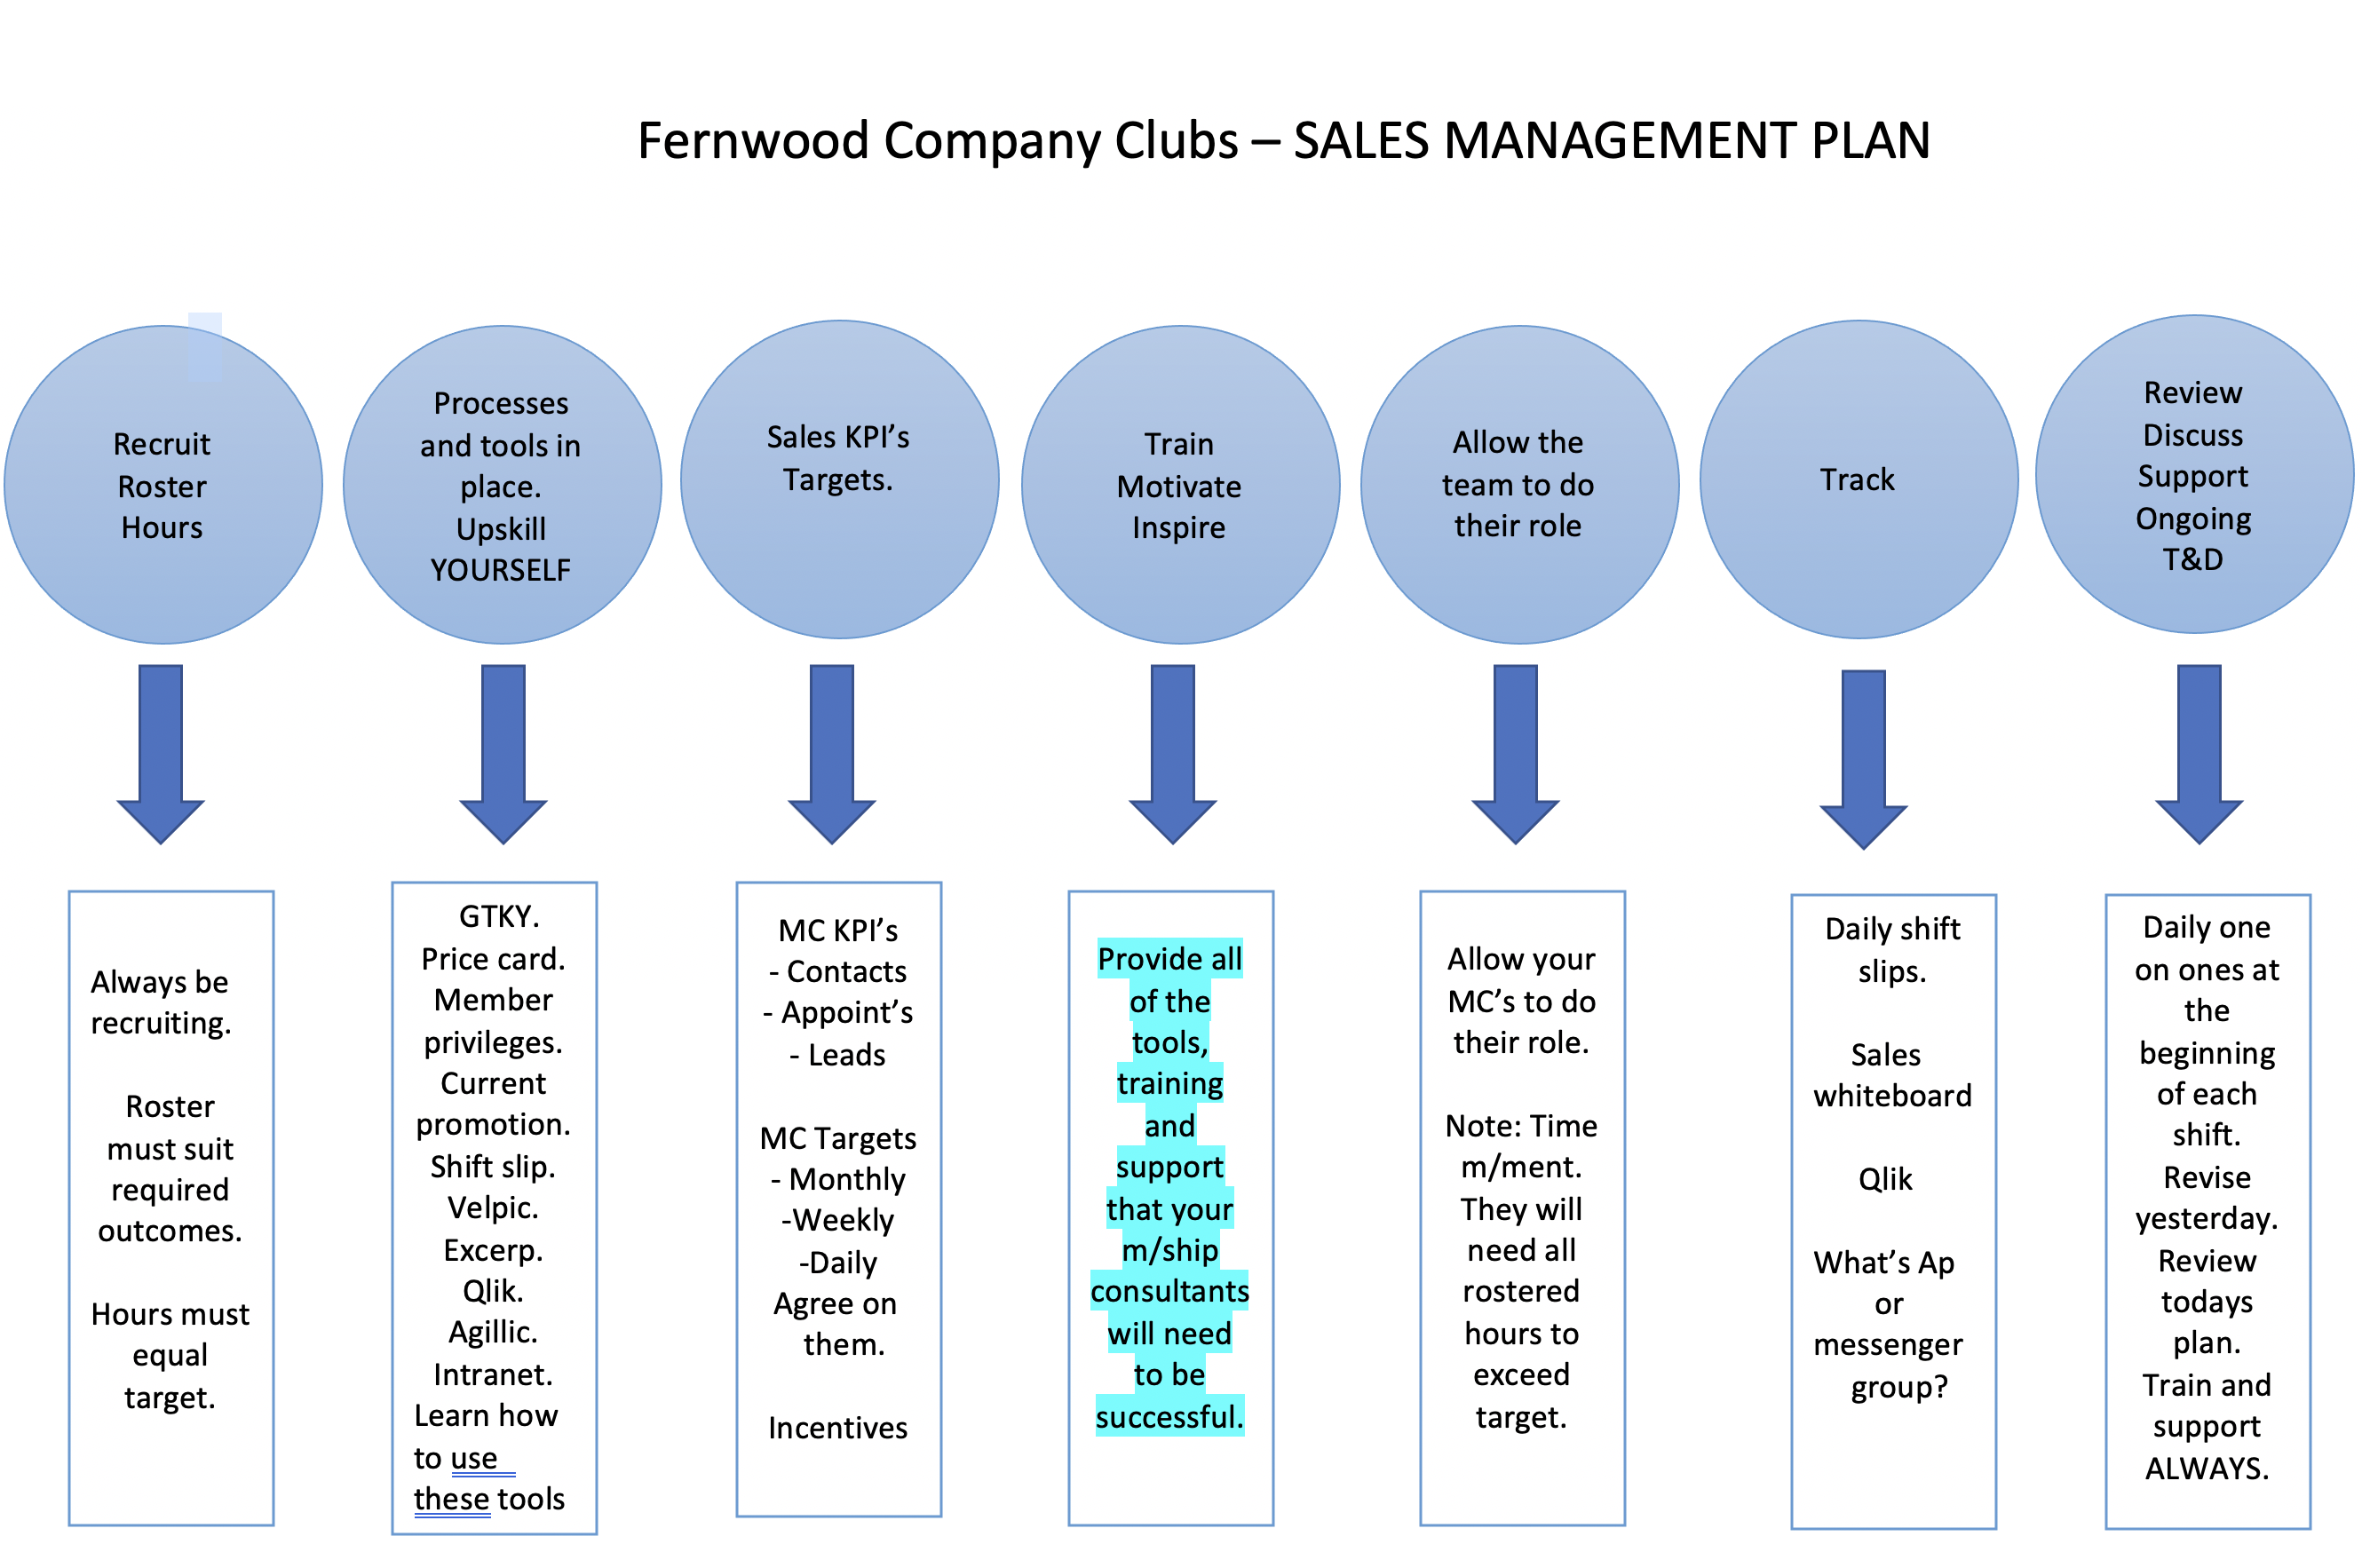 Fernwood Company Clubs – SALES MANAGEMENT PLAN
Recruit
Roster
Hours
Processes
and tools in
place.
Upskill
YOURSELF
Sales KPI’s
Targets.
Train
Motivate
Inspire
Allow the
team to do
their role
Track
Review
Discuss
Support
Ongoing
T&D
Always be
recruiting.
Roster
must suit
required
outcomes.
Hours must
equal
target.
GTKY.
Price card.
Member
privileges.
Current
promotion.
Shift slip.
Velpic.
Excerp.
Qlik.
Agillic.
Intranet.
Learn how
to use
these tools
MC KPI’s
- Contacts
- Appoint’s
- Leads
MC Targets
- Monthly
-Weekly
-Daily
Agree on
them.
Incentives
Provide all
of the
tools,
training
and
support
that your
m/ship
consultants
will need
to be
successful.
Allow your
MC’s to do
their role.
Note: Time
m/ment.
They will
need all
rostered
hours to
exceed
target.
Daily shift
slips.
Sales
whiteboard
Qlik
What’s Ap
or
messenger
group?
Daily one
on ones at
the
beginning
of each
shift.
Revise
yesterday.
Review
todays
plan.
Train and
support
ALWAYS.